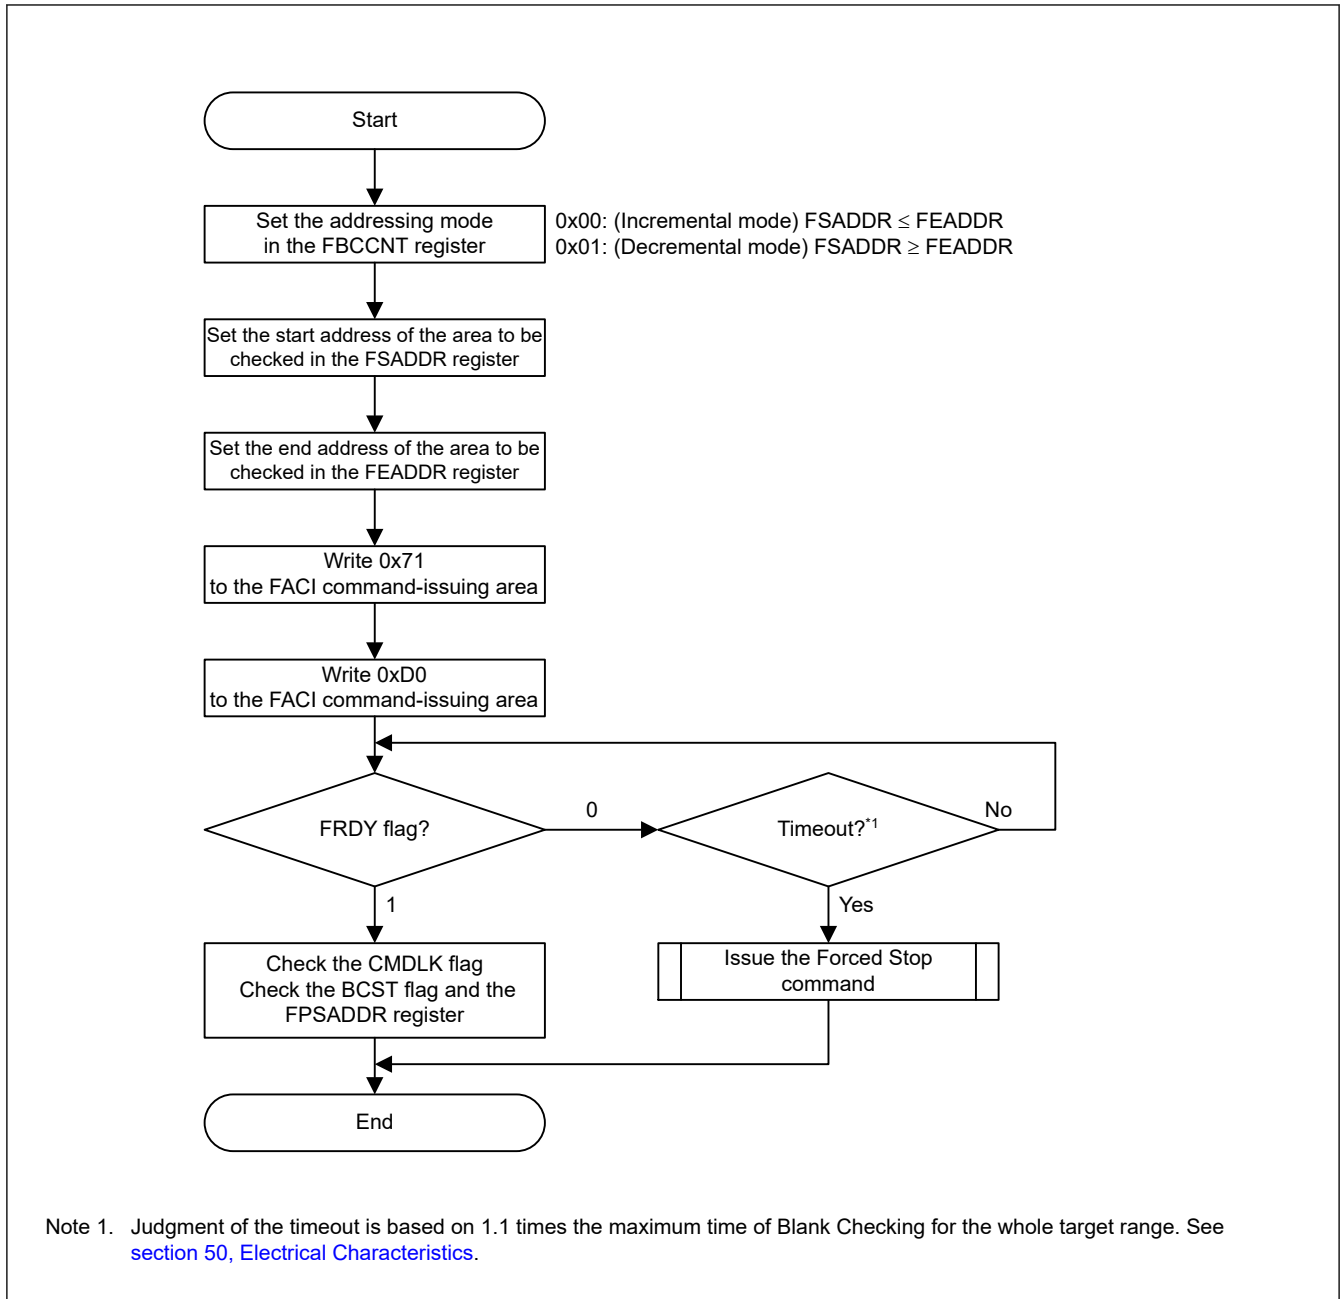 Start
Set the addressing mode
in the FBCCNT register
0x00: (Incremental mode) FSADDR ≤ FEADDR
0x01: (Decremental mode) FSADDR ≥ FEADDR
Set the start address of the area to be
checked in the FSADDR register
Set the end address of the area to be
checked in the FEADDR register
Write 0x71
to the FACI command-issuing area
Write 0xD0
to the FACI command-issuing area
FRDY flag?
0
Timeout?*1
No
1
Yes
Check the CMDLK flag
Check the BCST flag and the
FPSADDR register
Issue the Forced Stop
command
End
Note 1. Judgment of the timeout is based on 1.1 times the maximum time of Blank Checking for the whole target range. See
section 50, Electrical Characteristics.